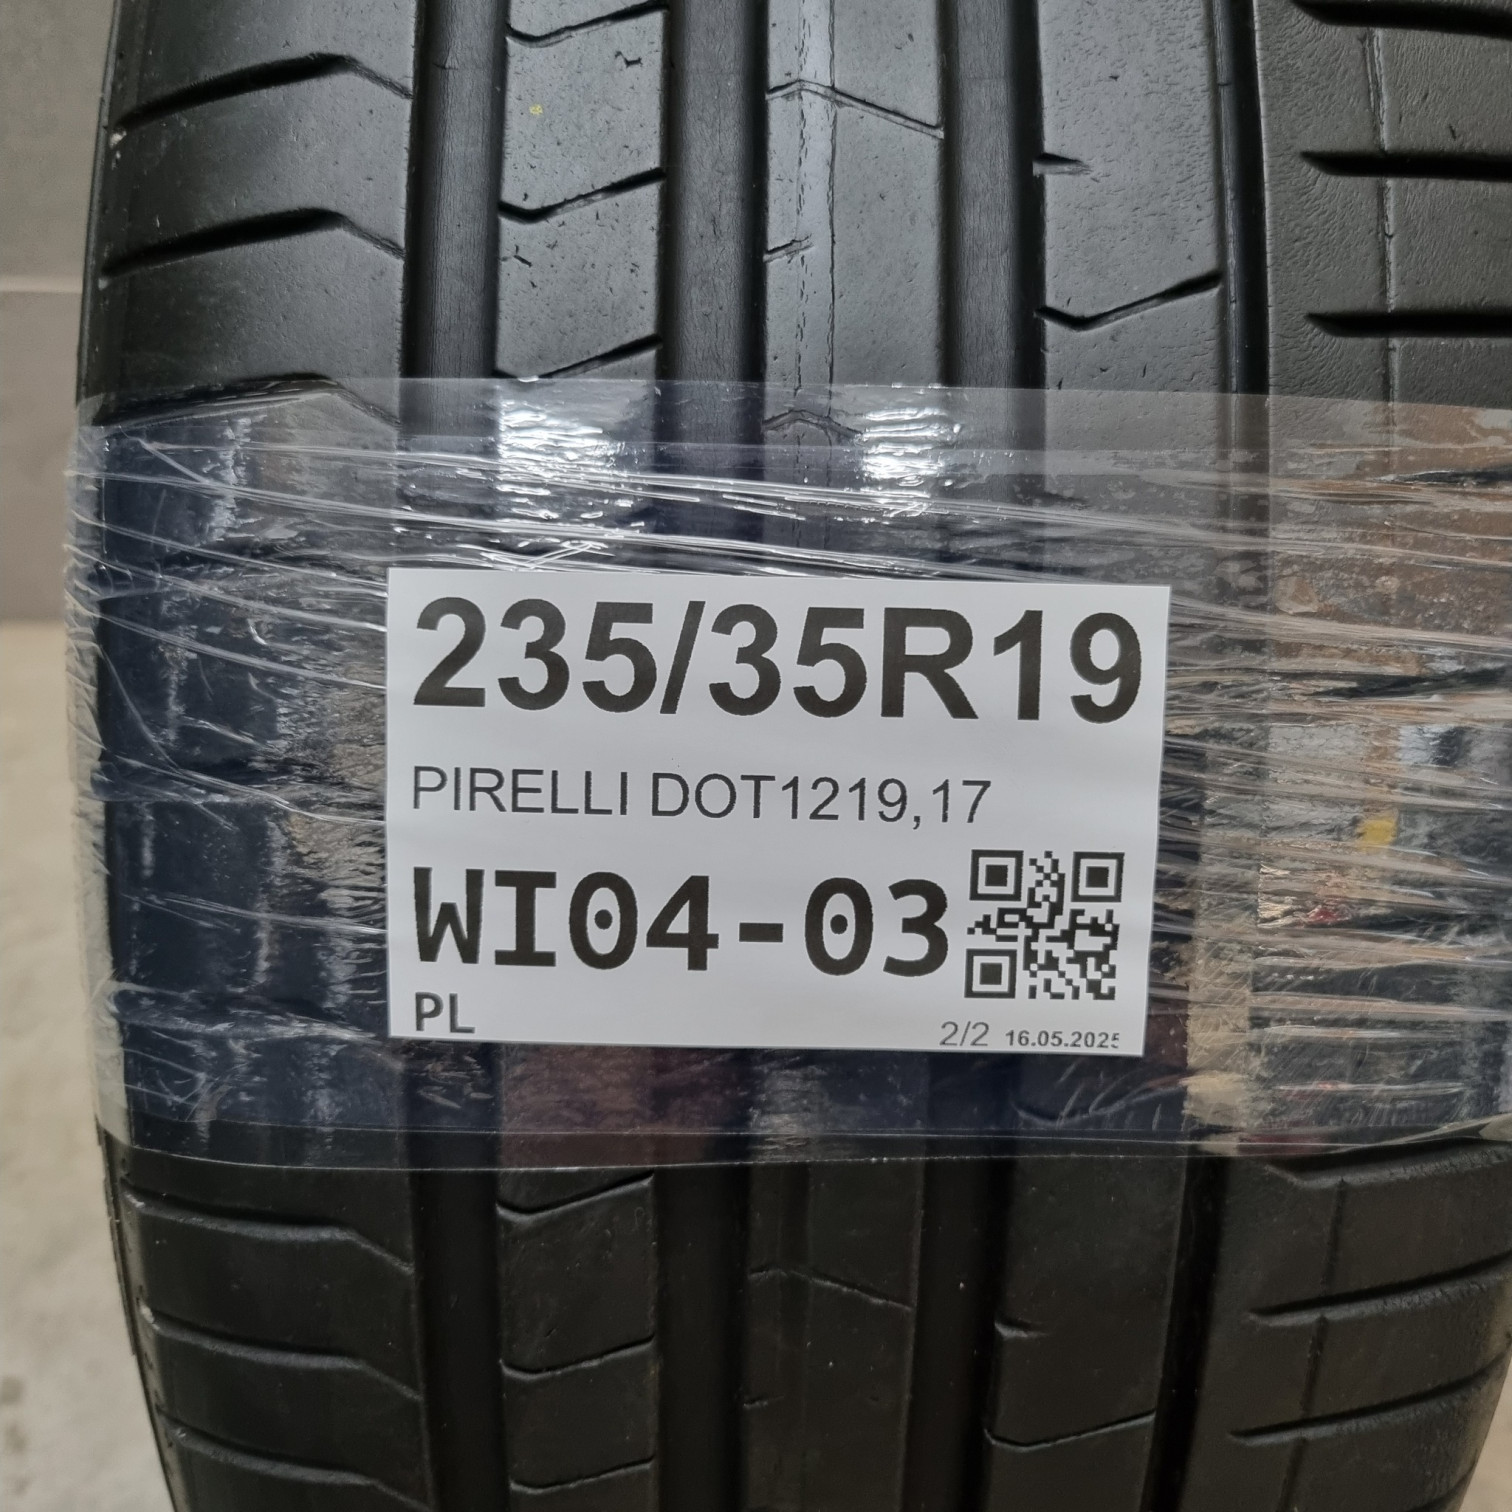 235/35R19
PIRELLI DOT1219,17
WI04-03
PL
2/2 16.05.2025